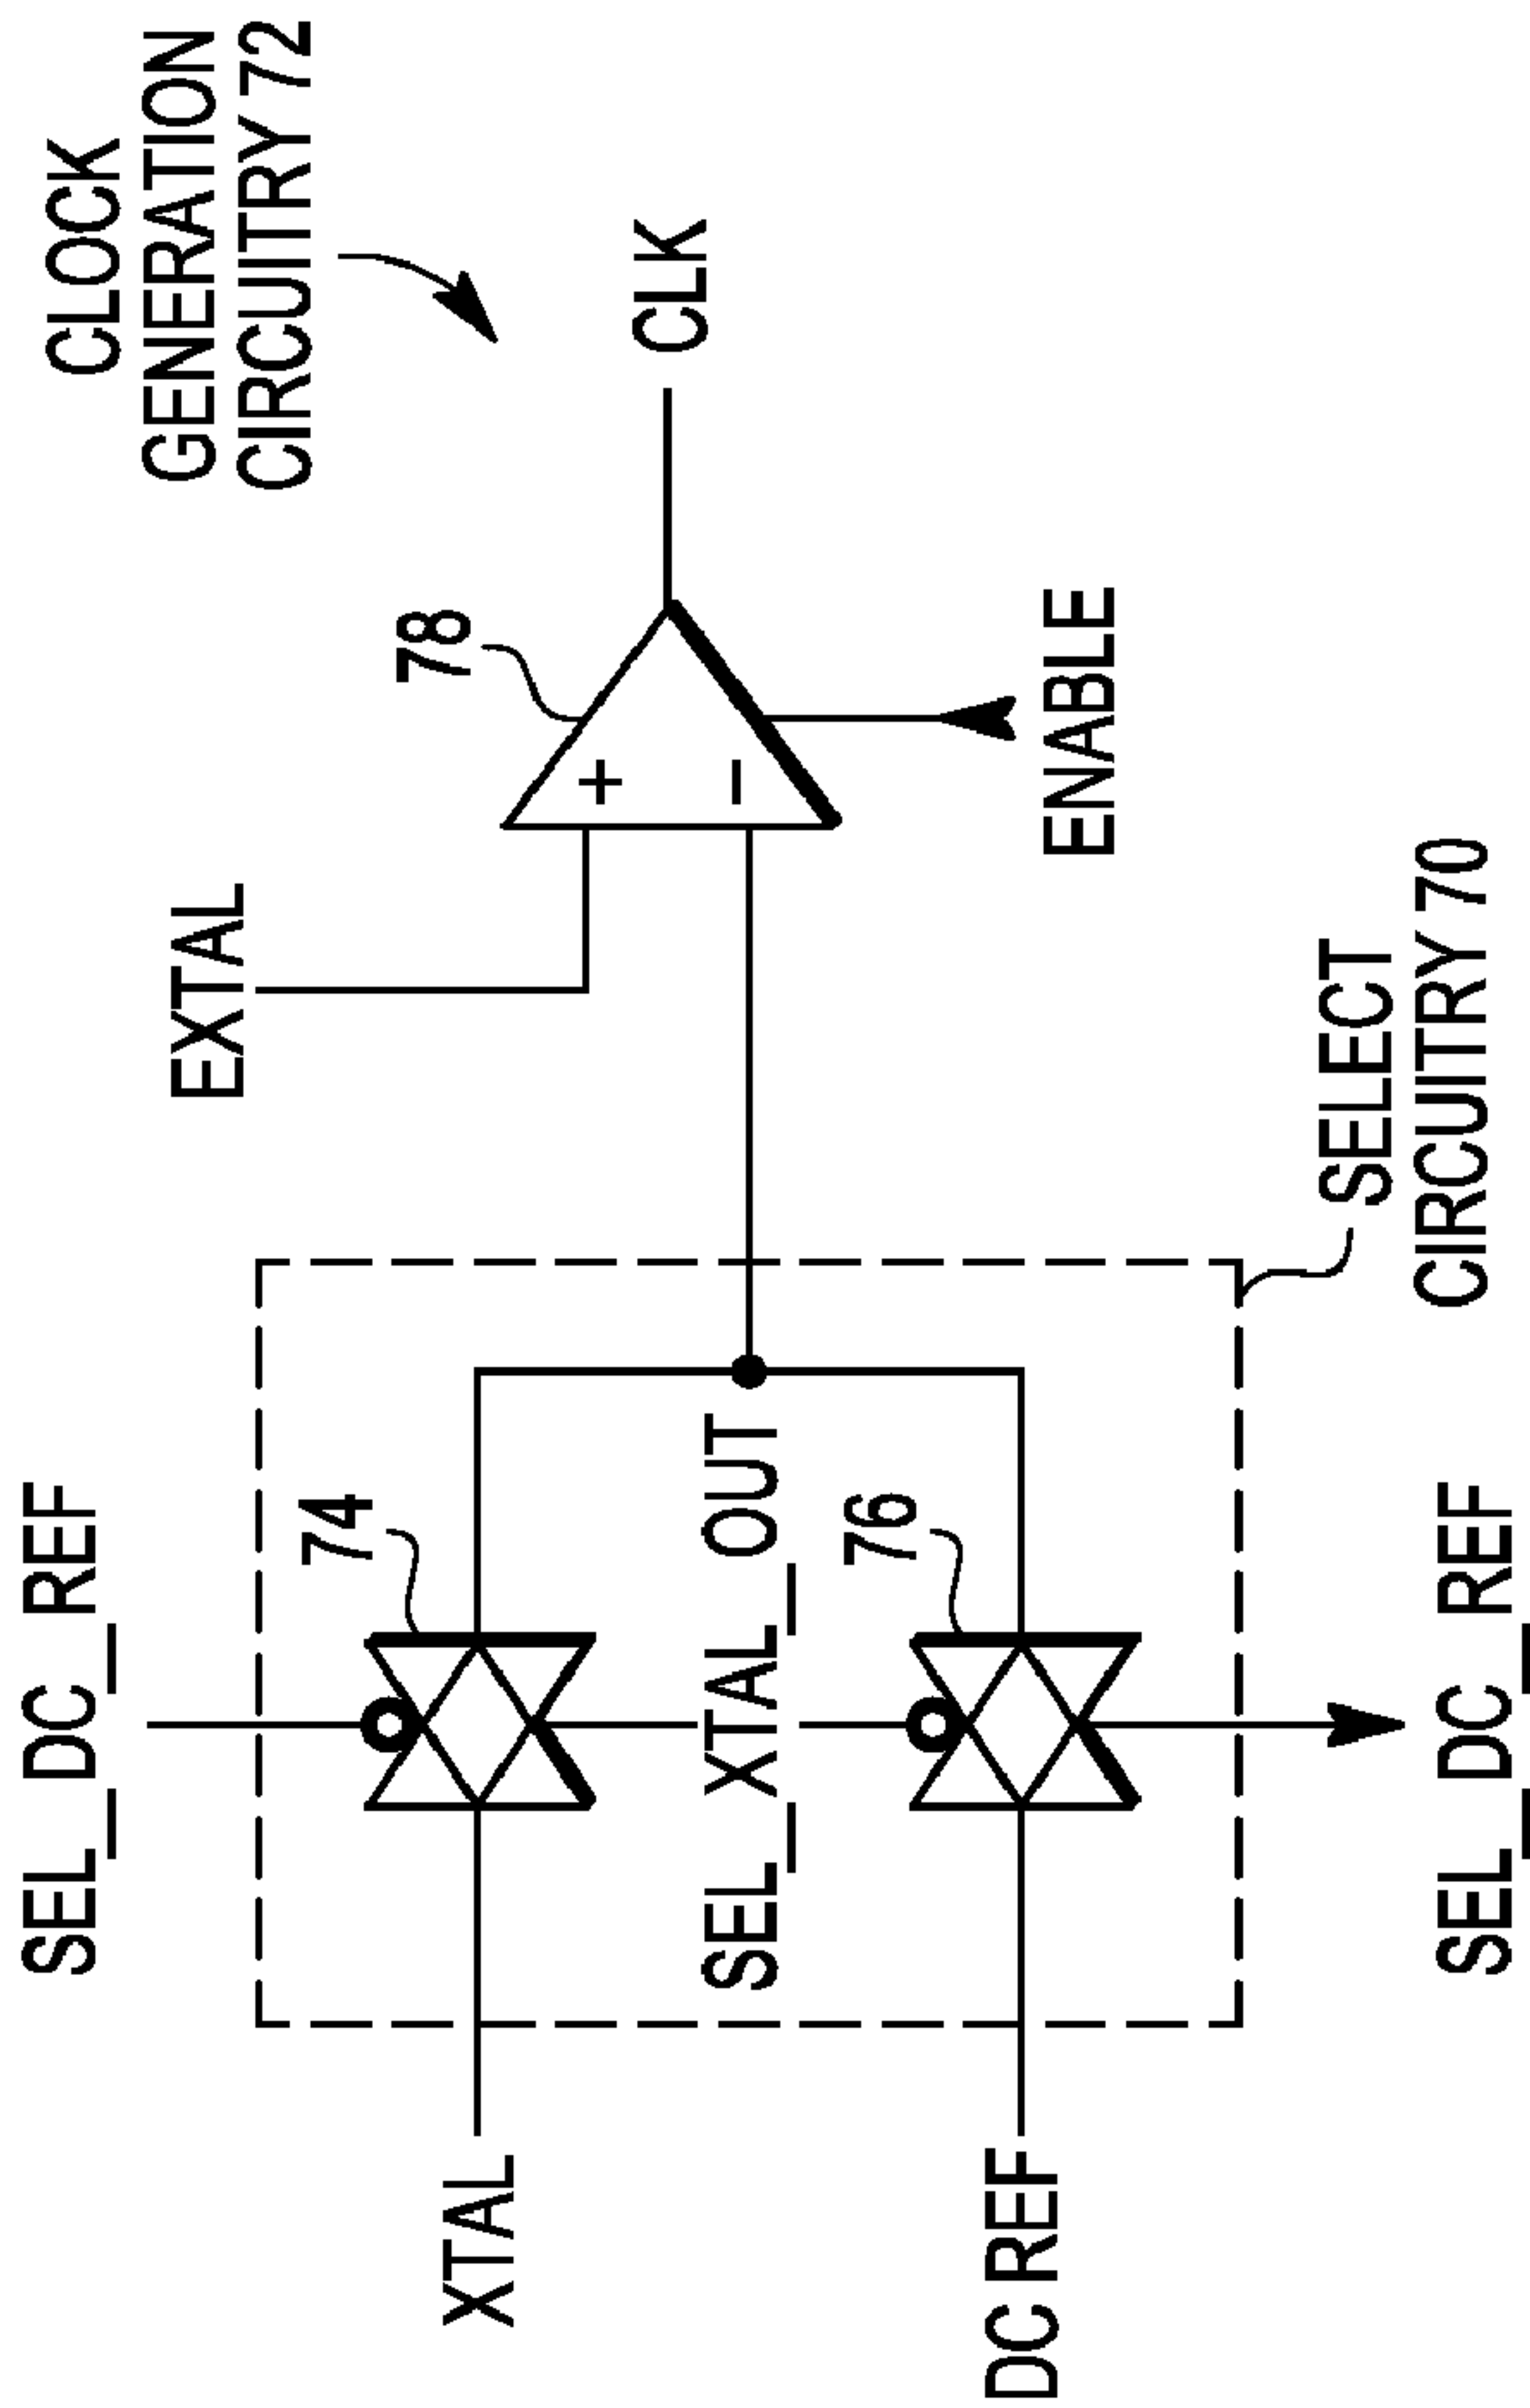 CLOCK
GENERATION
CIRCUITRY 72
SEL_DC_REF
EXTAL
74
78
XTAL
CLK
SEL_XTAL_OUT
+
−
76
DC REF
ENABLE
SELECT
CIRCUITRY 70
SEL_DC_REF